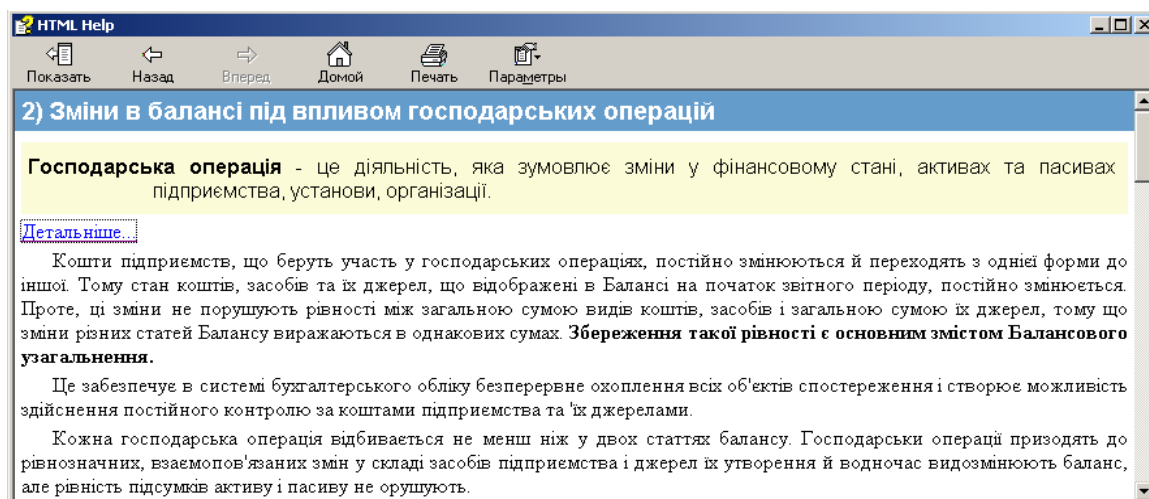 HTML Help
Показать Назад Вперед Домой Печать Параметры
2) Зміни в балансі під впливом господарських операцій
Господарська операція - це діяльність, яка зумовлює зміни у фінансовому стані, активах та пасивах
підприємства, установи, організації.
Детальніше...
Кошти підприємств, що беруть участь у господарських операціях, постійно змінюються й переходять з однієї форми до
іншої. Тому стан коштів, засобів та їх джерел, що відображені в Балансі на початок звітного періоду, постійно змінюється.
Проте, ці зміни не порушують рівності між загальною сумою видів коштів, засобів і загальною сумою їх джерел, тому що
зміни різних статей Балансу виражаються в однакових сумах. Збереження такої рівності є основним змістом Балансового
узагальнення.
Це забезпечує в системі бухгалтерського обліку безперервне охоплення всіх об'єктів спостереження і створює можливість
здійснення постійного контролю за коштами підприємства та 'їх джерелами.
Кожна господарська операція відбивається не менш ніж у двох статтях балансу. Господарськи операції призодять до
рівнозначних, взаємопов'язаних змін у складі засобів підприємства і джерел їх утворення й водночас видозмінюють баланс,
але рівність підсумків активу і пасиву не орушують.